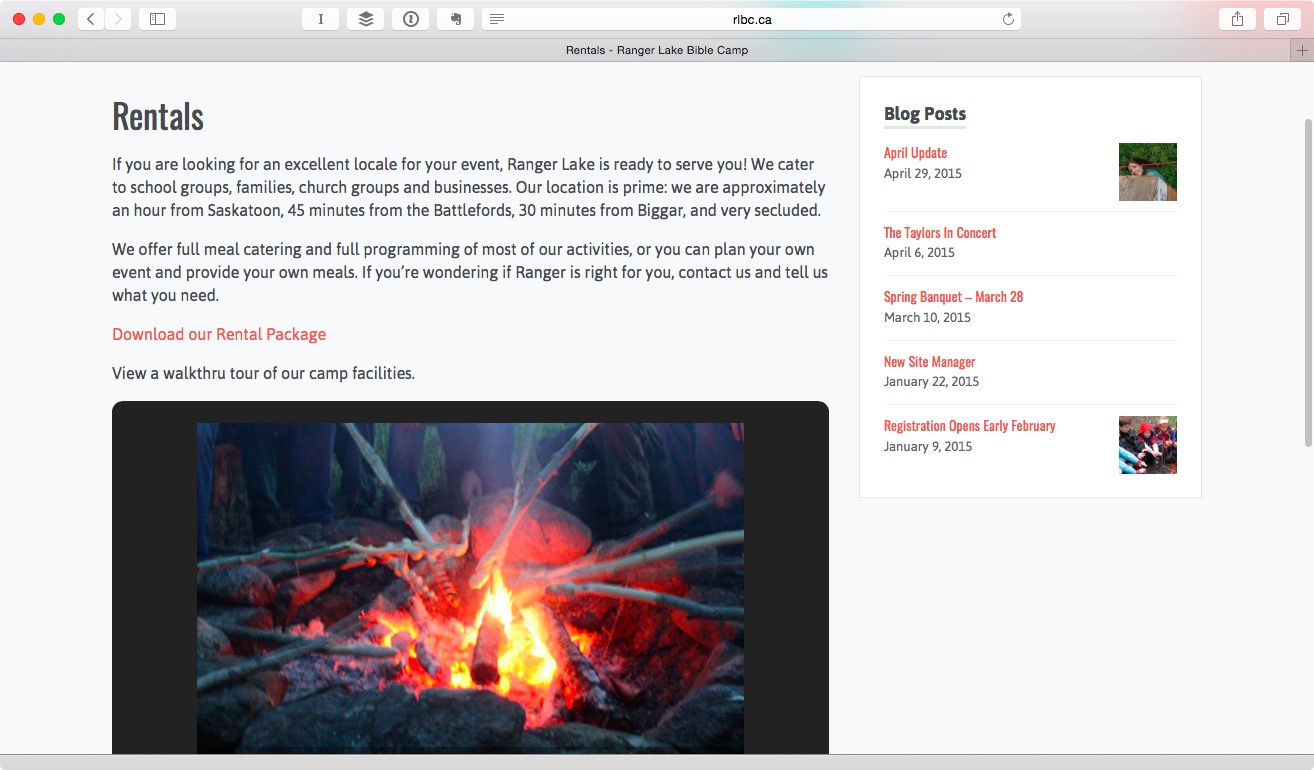 rlbc.ca
Rentals - Ranger Lake Bible Camp
Rentals
If you are looking for an excellent locale for your event, Ranger Lake is ready to serve you! We cater
to school groups, families, church groups and businesses. Our location is prime: we are approximately
an hour from Saskatoon, 45 minutes from the Battlefords, 30 minutes from Biggar, and very secluded.
We offer full meal catering and full programming of most of our activities, or you can plan your own
event and provide your own meals. If you’re wondering if Ranger is right for you, contact us and tell us
what you need.
Download our Rental Package
View a walkthru tour of our camp facilities.
Blog Posts
April Update
April 29, 2015
The Taylors In Concert
April 6, 2015
Spring Banquet – March 28
March 10, 2015
New Site Manager
January 22, 2015
Registration Opens Early February
January 9, 2015